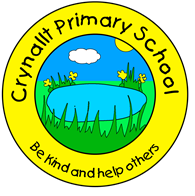 Crynallt Primary School
Be kind and help others